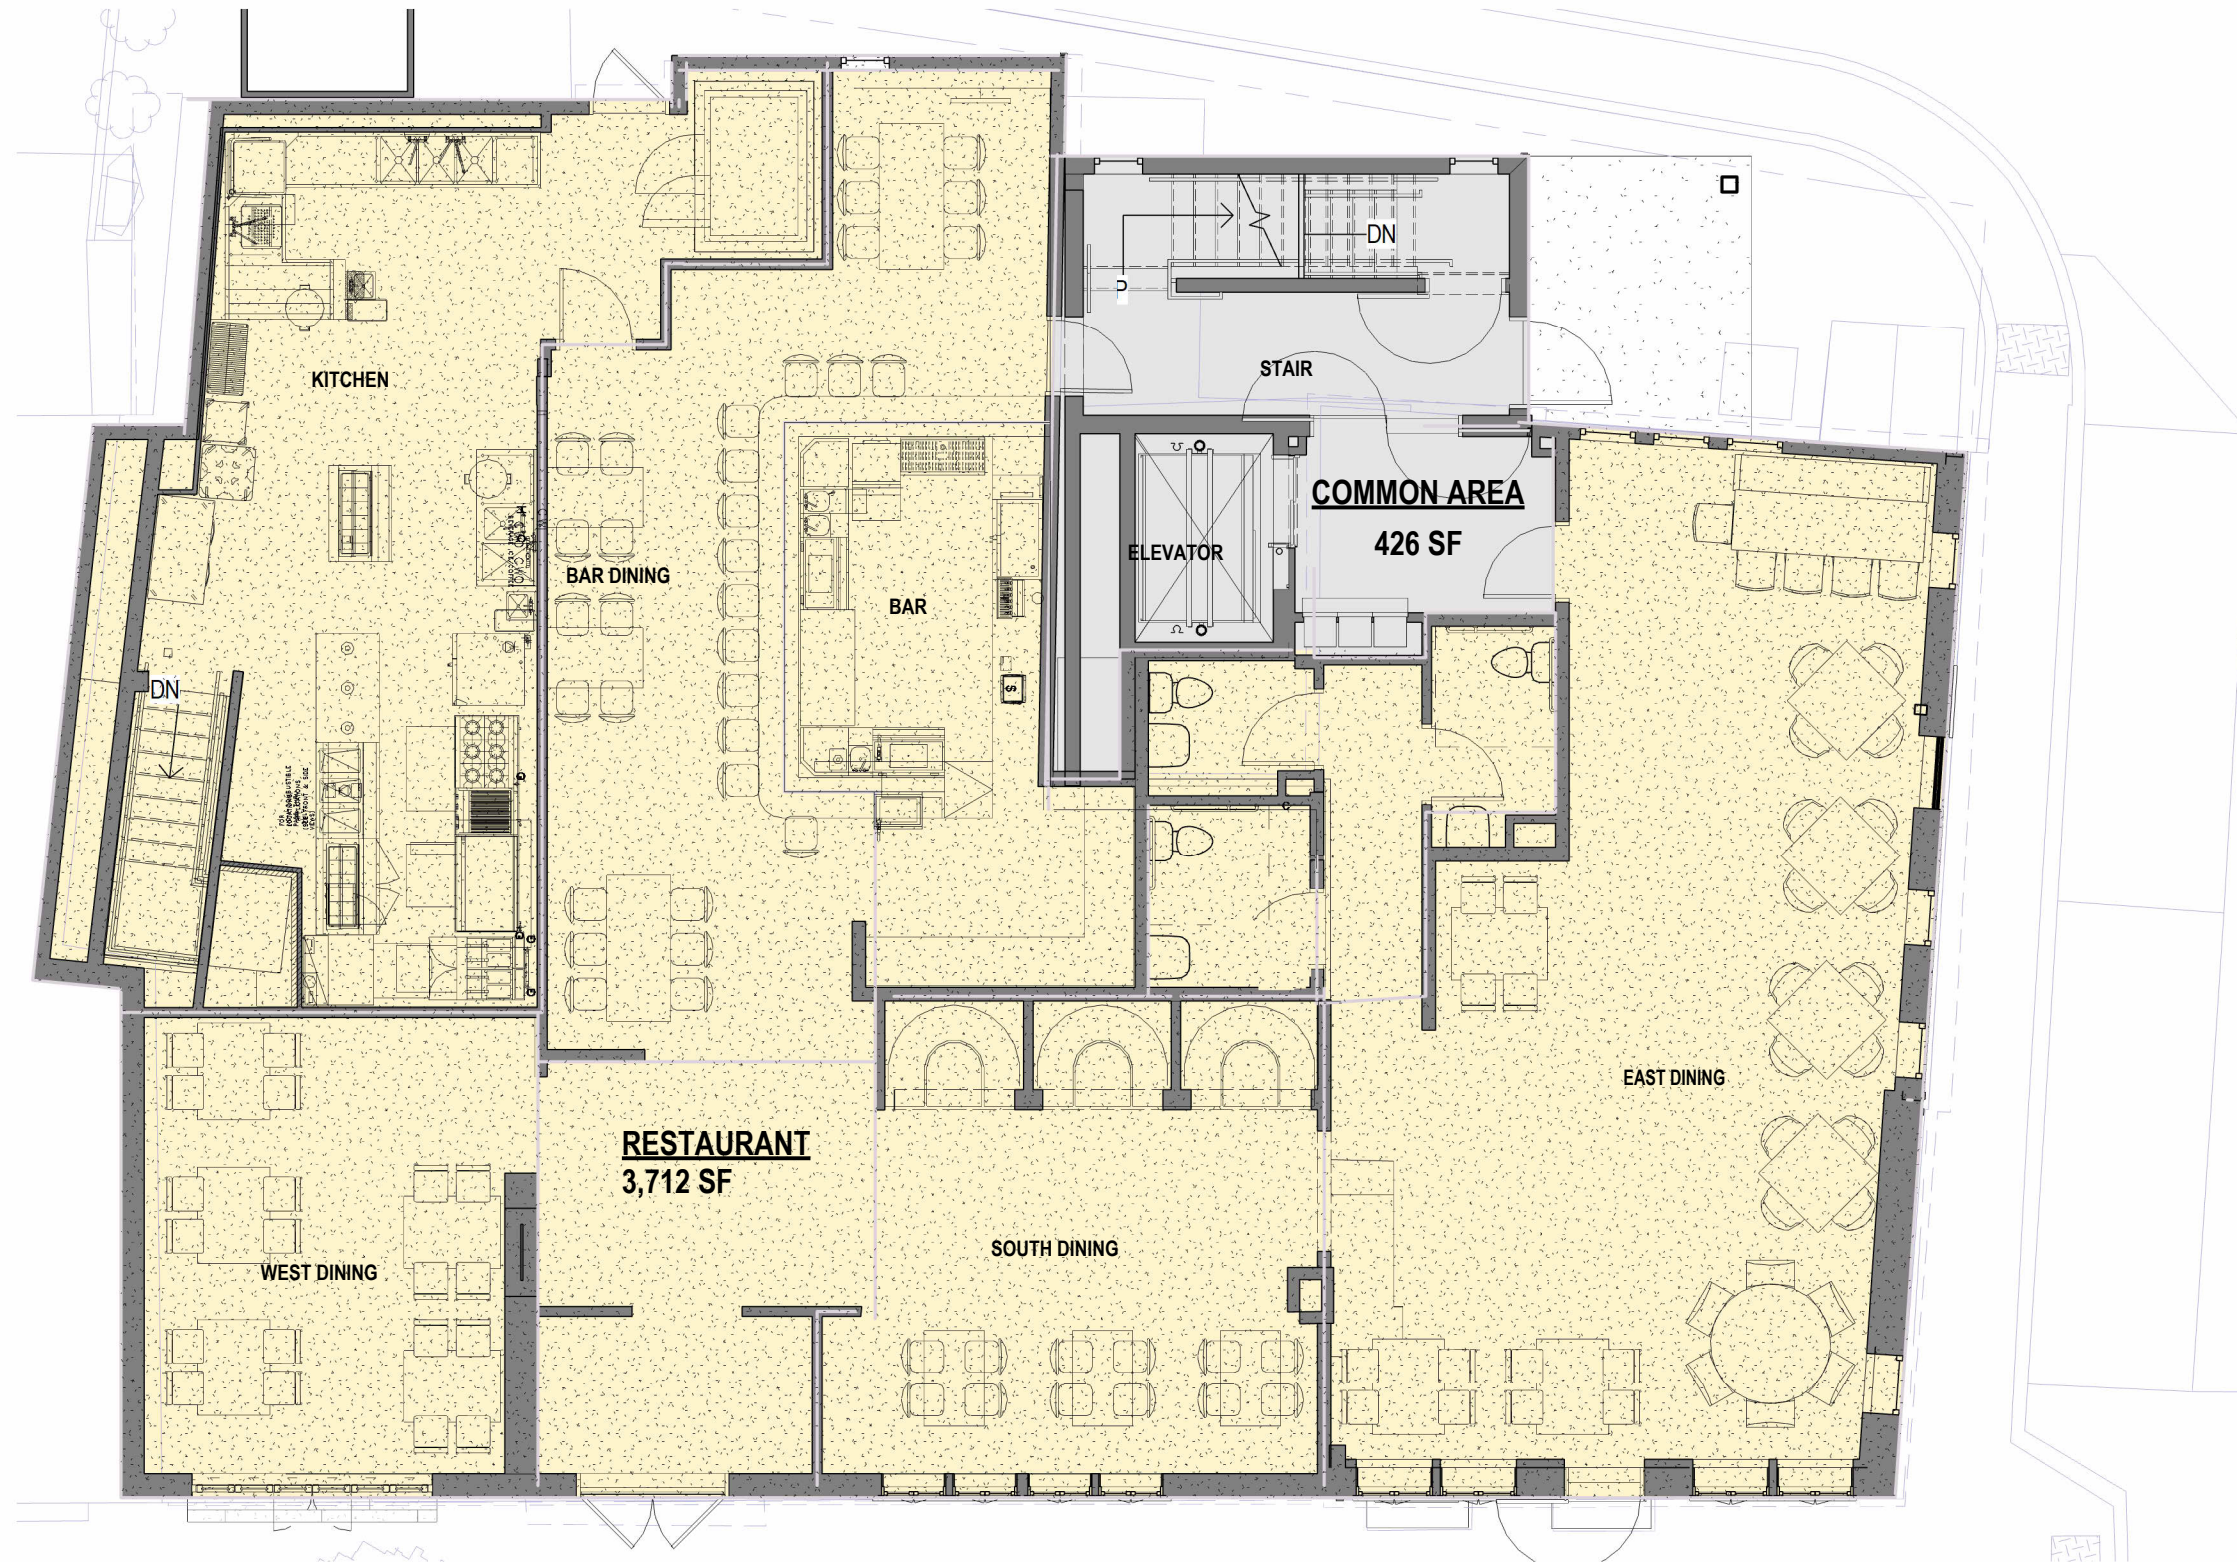 DN
U
STAIR
KITCHEN
COMMON AREA
426 SF
ELEVATOR
BAR DINING
BAR
S
DN
EAST DINING
RESTAURANT
3,712 SF
SOUTH DINING
WEST DINING